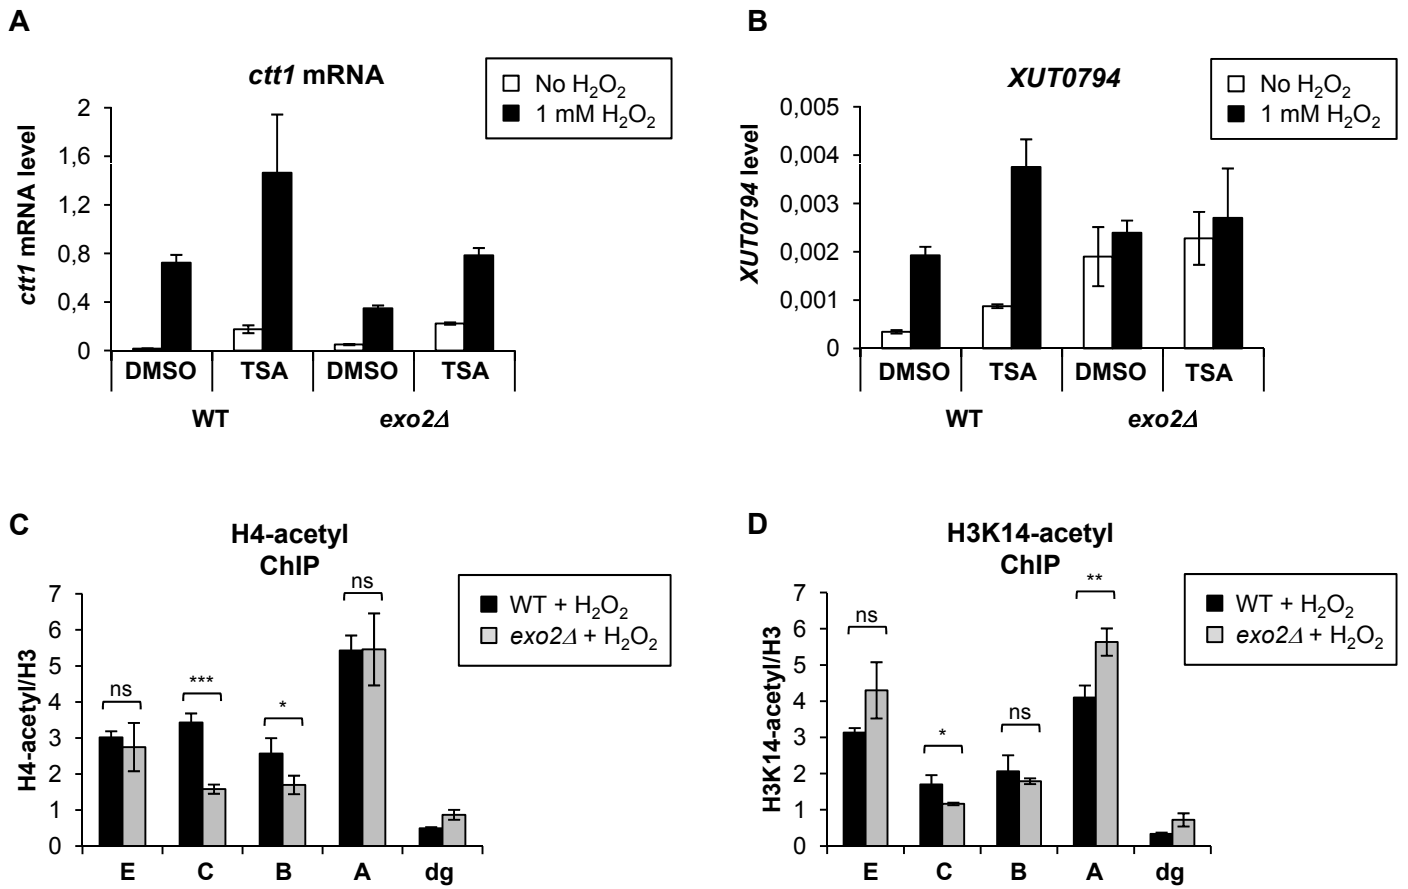 A
ctt1 mRNA
No H₂O₂
1 mM H₂O₂
ctt1 mRNA level
2
1,6
1,2
0,8
0,4
0
DMSO TSA DMSO TSA
WT exo2Δ
B
XUT0794
No H₂O₂
1 mM H₂O₂
XUT0794 level
0,005
0,004
0,003
0,002
0,001
0
DMSO TSA DMSO TSA
WT exo2Δ
C
H4-acetyl
ChIP
WT + H₂O₂
exo2Δ + H₂O₂
H4-acetyl/H3
7
6
5
4
3
2
1
0
ns *** * ns
E C B A dg
D
H3K14-acetyl
ChIP
WT + H₂O₂
exo2Δ + H₂O₂
H3K14-acetyl/H3
7
6
5
4
3
2
1
0
ns * ns **
E C B A dg